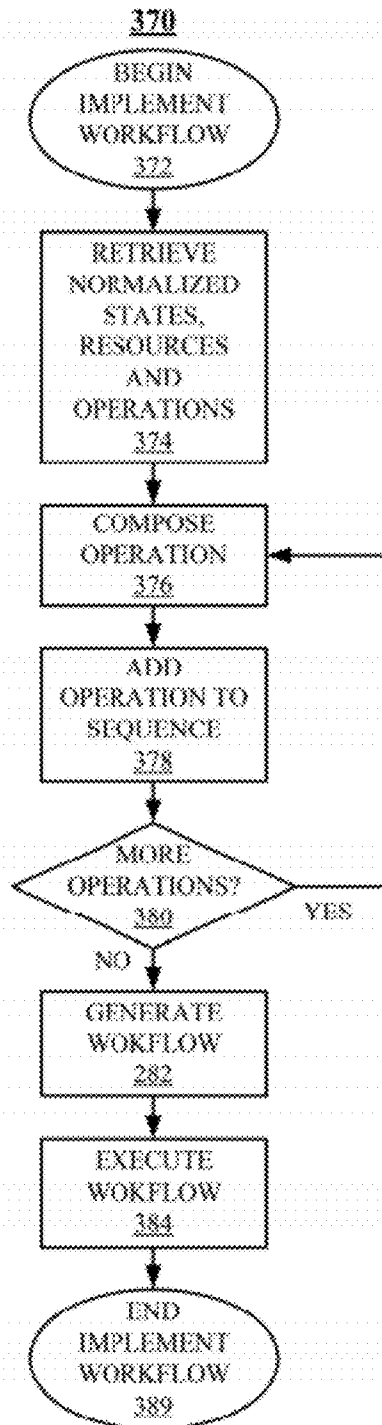 370
BEGIN
IMPLEMENT
WORKFLOW
372
RETRIEVE
NORMALIZED
STATES,
RESOURCES
AND
OPERATIONS
374
COMPOSE
OPERATION
376
ADD
OPERATION TO
SEQUENCE
378
MORE
OPERATIONS?
380
YES
NO
GENERATE
WOKFLOW
282
EXECUTE
WOKFLOW
384
END
IMPLEMENT
WORKFLOW
389